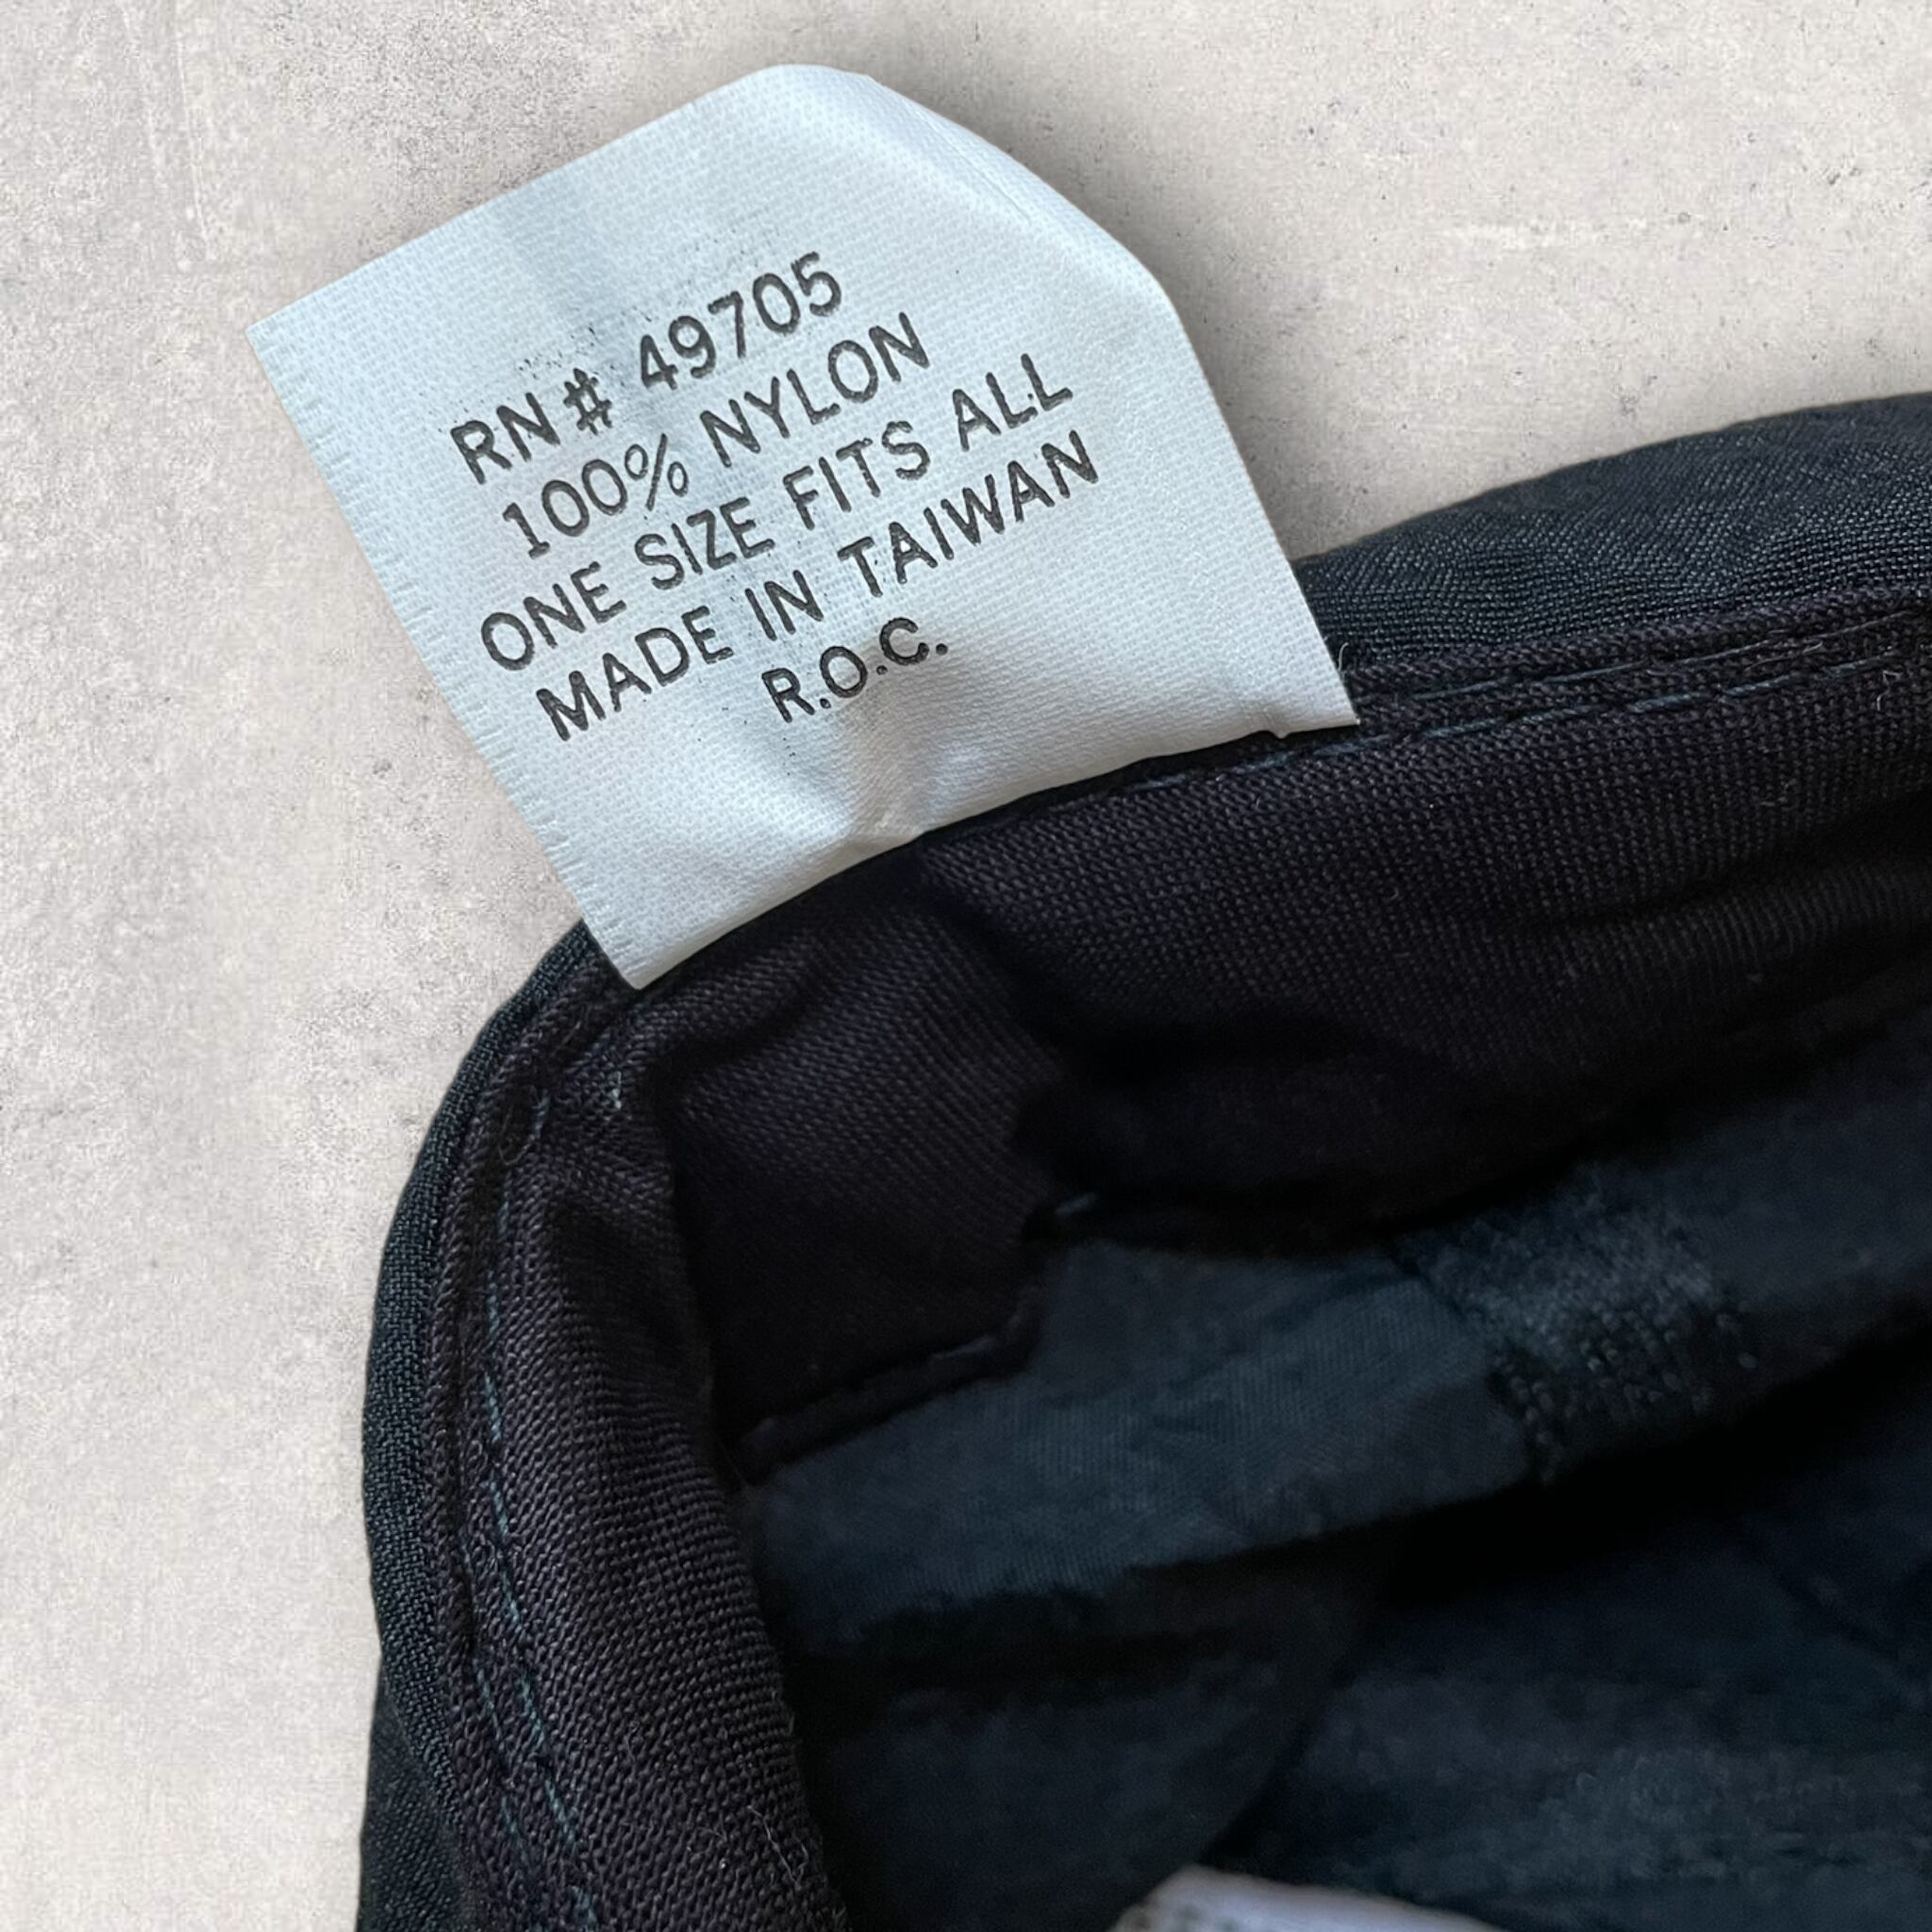 RN# 49705
100% NYLON
ONE SIZE FITS ALL
MADE IN TAIWAN
R.O.C.